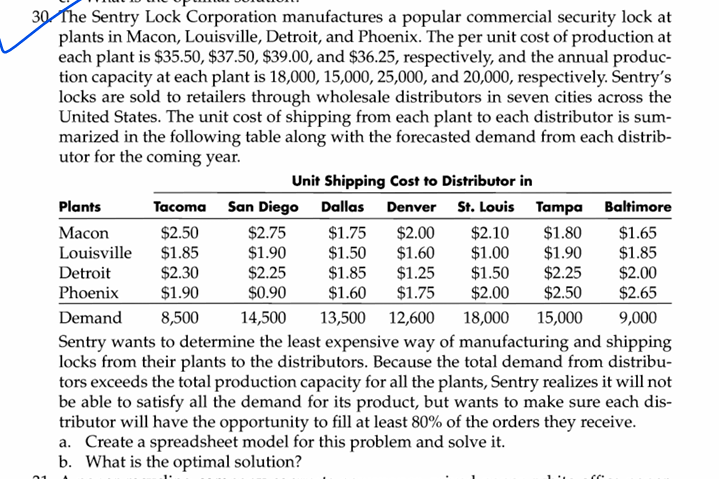 30. The Sentry Lock Corporation manufactures a popular commercial security lock at
plants in Macon, Louisville, Detroit, and Phoenix. The per unit cost of production at
each plant is $35.50, $37.50, $39.00, and $36.25, respectively, and the annual produc-
tion capacity at each plant is 18,000, 15,000, 25,000, and 20,000, respectively. Sentry's
locks are sold to retailers through wholesale distributors in seven cities across the
United States. The unit cost of shipping from each plant to each distributor is sum-
marized in the following table along with the forecasted demand from each distrib-
utor for the coming year.
Unit Shipping Cost to Distributor in
Plants Tacoma San Diego Dallas Denver St. Louis Tampa Baltimore
Macon $2.50 $2.75 $1.75 $2.00 $2.10 $1.80 $1.65
Louisville $1.85 $1.90 $1.50 $1.60 $1.00 $1.90 $1.85
Detroit $2.30 $2.25 $1.85 $1.25 $1.50 $2.25 $2.00
Phoenix $1.90 $0.90 $1.60 $1.75 $2.00 $2.50 $2.65
Demand 8,500 14,500 13,500 12,600 18,000 15,000 9,000
Sentry wants to determine the least expensive way of manufacturing and shipping
locks from their plants to the distributors. Because the total demand from distribu-
tors exceeds the total production capacity for all the plants, Sentry realizes it will not
be able to satisfy all the demand for its product, but wants to make sure each dis-
tributor will have the opportunity to fill at least 80% of the orders they receive.
a. Create a spreadsheet model for this problem and solve it.
b. What is the optimal solution?